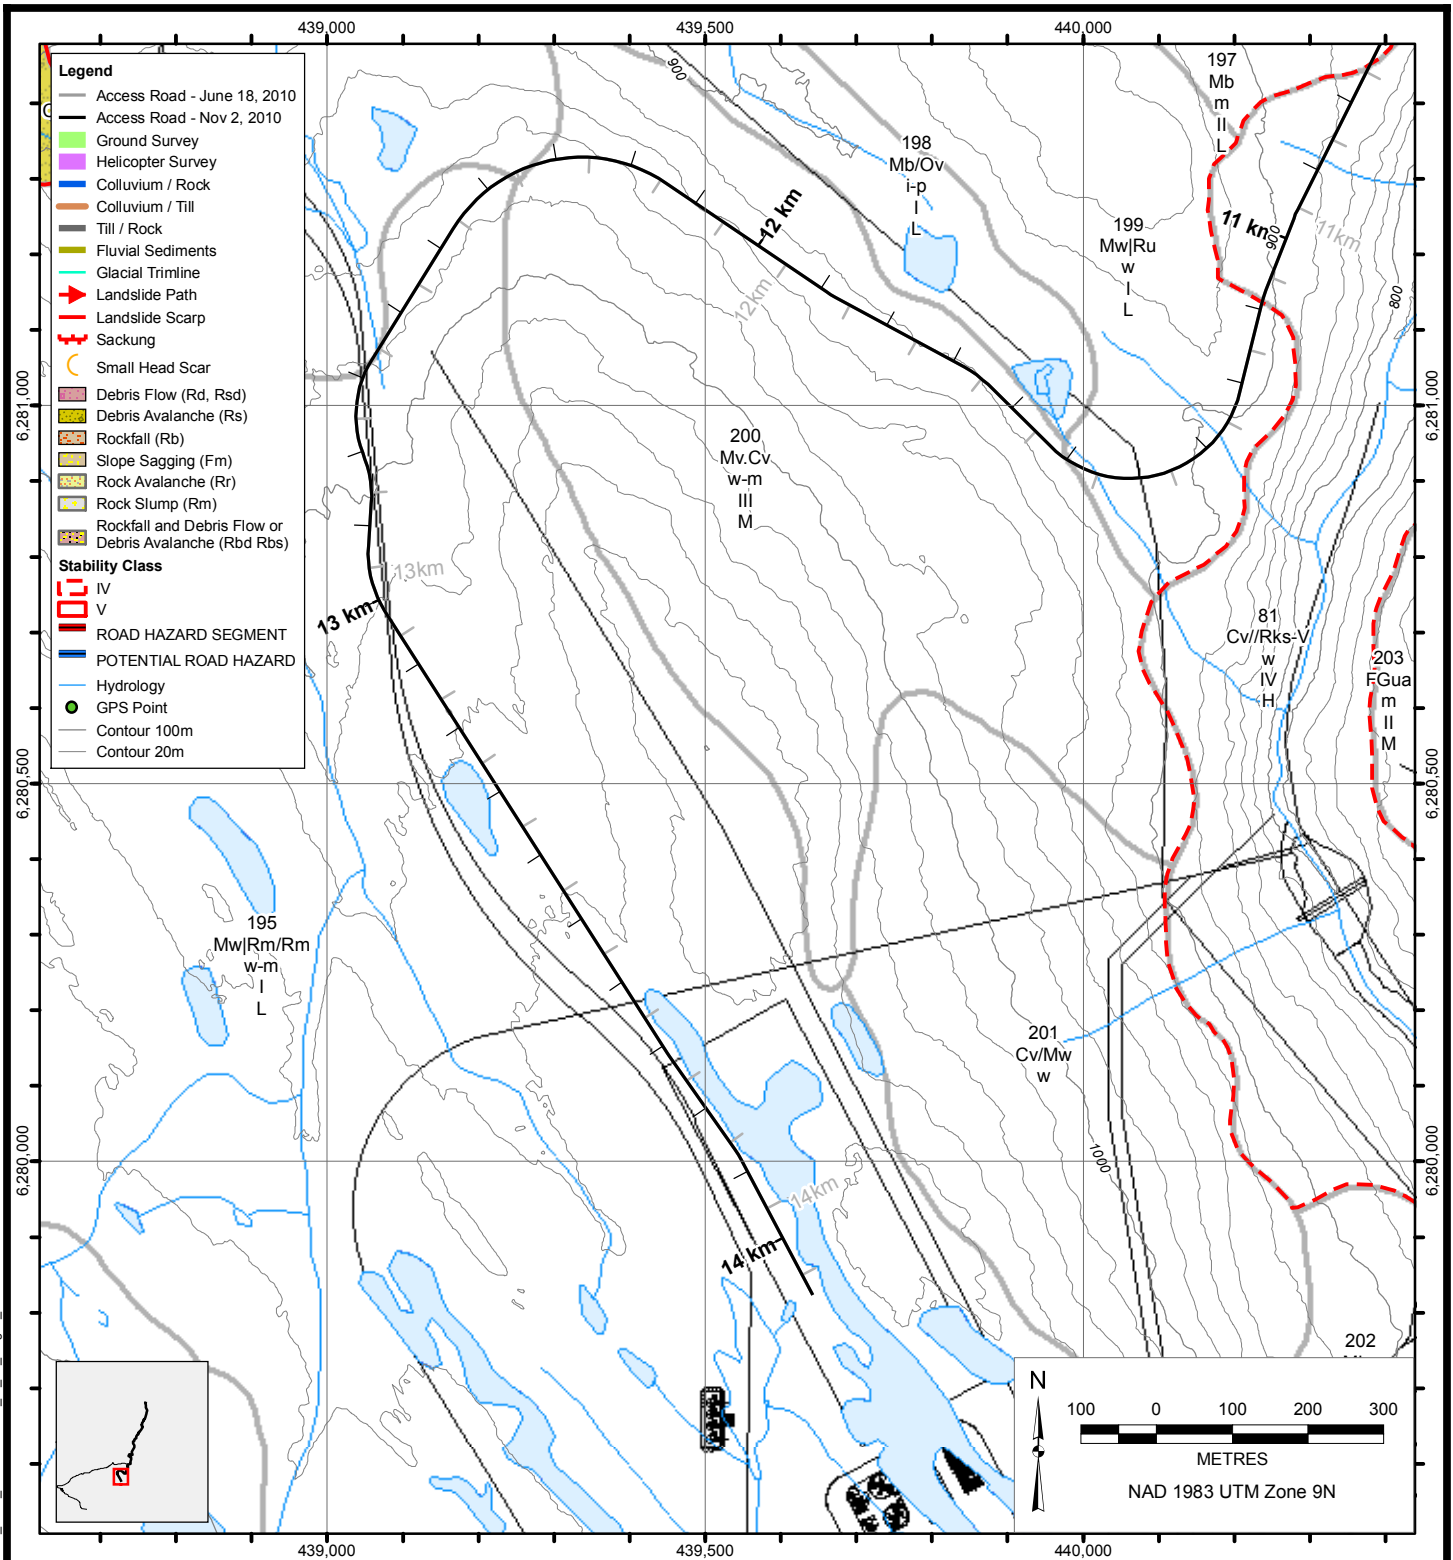 439,000
439,500
440,000
Legend
Access Road - June 18, 2010
Access Road - Nov 2, 2010
Ground Survey
Helicopter Survey
Colluvium / Rock
Colluvium / Till
Till / Rock
Fluvial Sediments
Glacial Trimline
Landslide Path
Landslide Scarp
Sackung
Small Head Scar
Debris Flow (Rd, Rsd)
Debris Avalanche (Rs)
Rockfall (Rb)
Slope Sagging (Fm)
Rock Avalanche (Rr)
Rock Slump (Rm)
Rockfall and Debris Flow or
Debris Avalanche (Rbd Rbs)
Stability Class
IV
V
ROAD HAZARD SEGMENT
POTENTIAL ROAD HAZARD
Hydrology
GPS Point
Contour 100m
Contour 20m
900
197
Mb
m
II
L
198
Mb/Ov
i-p
I
L
199
Mw|Ru
w
I
L
12 km
12km
11 km
900
11km
800
6,281,000
6,281,000
200
Mv.Cv
w-m
III
M
13km
13 km
81
Cv//Rks-V
w
IV
H
203
FGua
m
II
M
6,280,500
6,280,500
195
Mw|Rm/Rm
w-m
I
L
201
Cv/Mw
w
1000
6,280,000
6,280,000
14km
14 km
202
N
100 0 100 200 300
METRES
NAD 1983 UTM Zone 9N
439,000
439,500
440,000